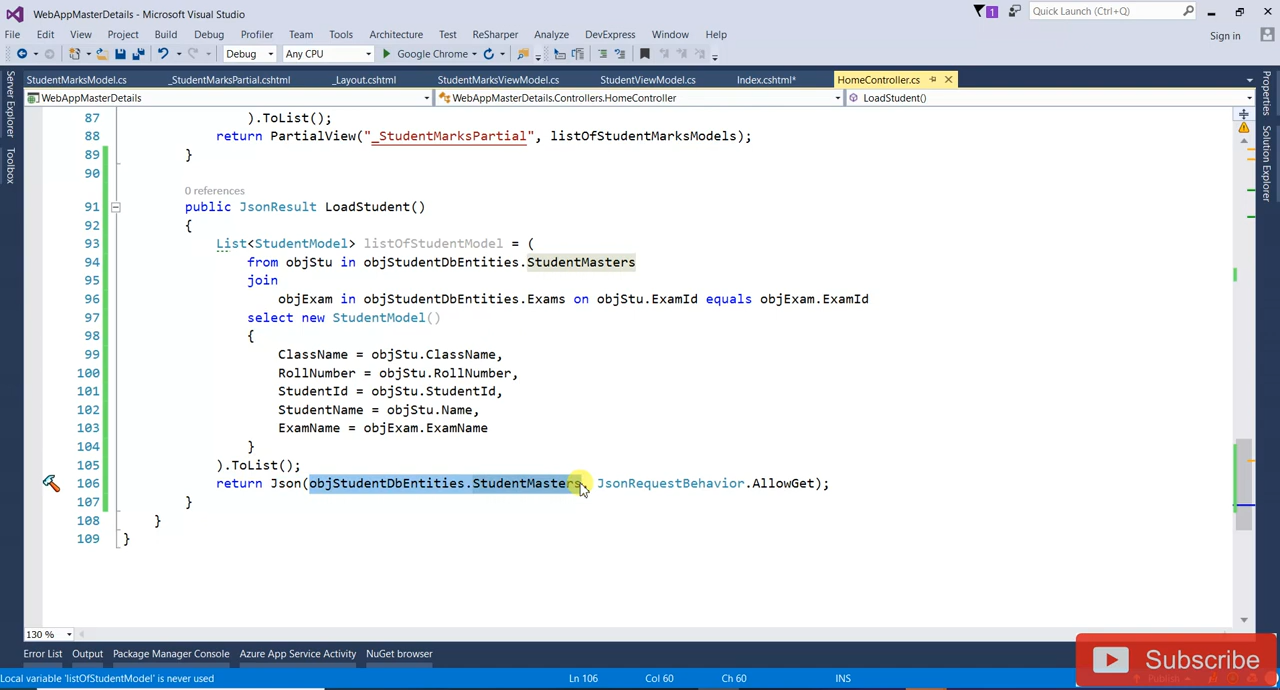 WebAppMasterDetails - Microsoft Visual Studio
1
Quick Launch (Ctrl+Q)
File Edit View Project Build Debug Profiler Team Tools Architecture Test ReSharper Analyze DevExpress Window Help
Sign in
Debug Any CPU Google Chrome
StudentMarksModel.cs _StudentMarksPartial.cshtml _Layout.cshtml StudentMarksViewModel.cs StudentViewModel.cs Index.cshtml* HomeController.cs
WebAppMasterDetails WebAppMasterDetails.Controllers.HomeController LoadStudent()
Server Explorer
Toolbox
Properties
Solution Explorer
87 ).ToList();
88 return PartialView("_StudentMarksPartial", listOfStudentMarksModels);
89 }
90
0 references
91 public JsonResult LoadStudent()
92 {
93 List<StudentModel> listOfStudentModel = (
94 from objStu in objStudentDbEntities.StudentMasters
95 join
96 objExam in objStudentDbEntities.Exams on objStu.ExamId equals objExam.ExamId
97 select new StudentModel()
98 {
99 ClassName = objStu.ClassName,
100 RollNumber = objStu.RollNumber,
101 StudentId = objStu.StudentId,
102 StudentName = objStu.Name,
103 ExamName = objExam.ExamName
104 }
105 ).ToList();
106 return Json(objStudentDbEntities.StudentMasters, JsonRequestBehavior.AllowGet);
107 }
108 }
109 }
130 %
Error List Output Package Manager Console Azure App Service Activity NuGet browser
Subscribe
Local variable 'listOfStudentModel' is never used Ln 106 Col 60 Ch 60 INS Publish